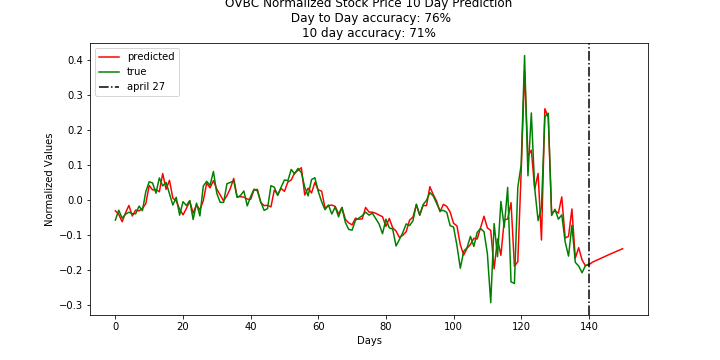 OVBC Normalized Stock Price 10 Day Prediction
Day to Day accuracy: 76%
10 day accuracy: 71%
predicted
true
april 27
Normalized Values
0.4
0.3
0.2
0.1
0.0
−0.1
−0.2
−0.3
0 20 40 60 80 100 120 140
Days